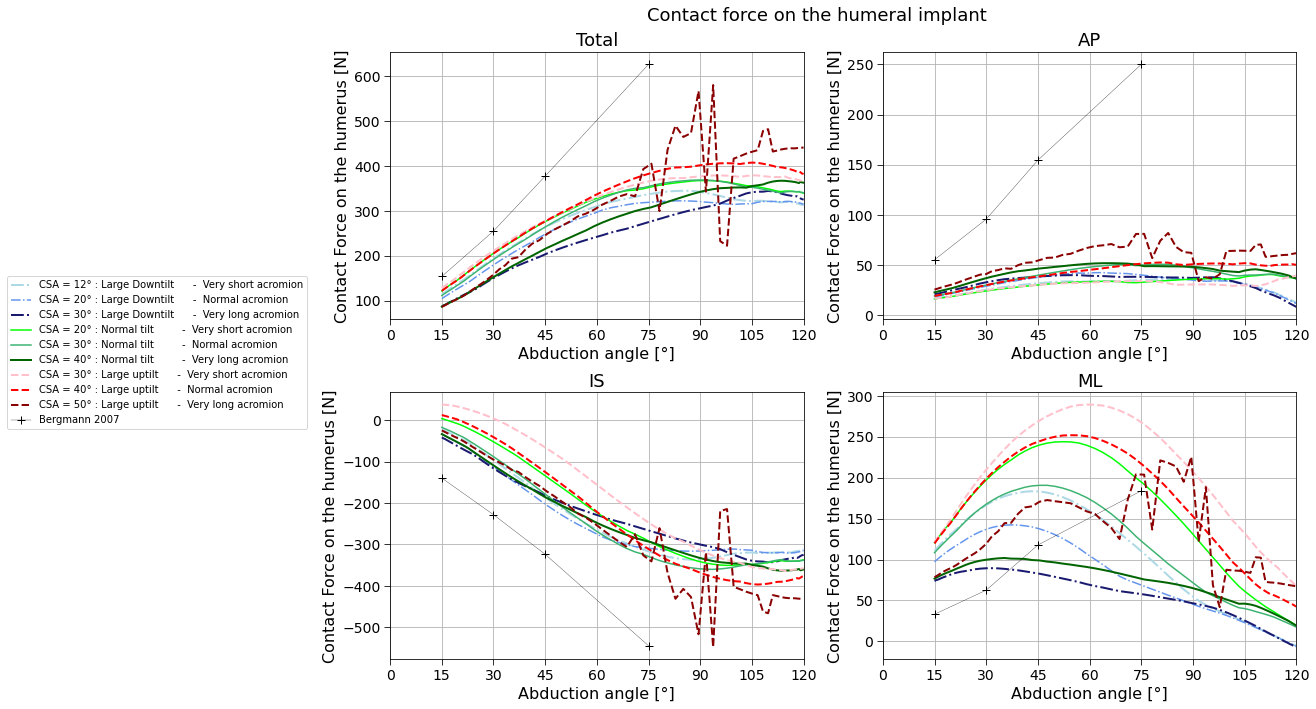 Contact force on the humeral implant
Total
Contact Force on the humerus [N]
600
500
400
300
200
100
0 15 30 45 60 75 90 105 120
Abduction angle [°]
AP
Contact Force on the humerus [N]
250
200
150
100
50
0
0 15 30 45 60 75 90 105 120
Abduction angle [°]
CSA = 12° : Large Downtilt - Very short acromion
CSA = 20° : Large Downtilt - Normal acromion
CSA = 30° : Large Downtilt - Very long acromion
CSA = 20° : Normal tilt - Very short acromion
CSA = 30° : Normal tilt - Normal acromion
CSA = 40° : Normal tilt - Very long acromion
CSA = 30° : Large uptilt - Very short acromion
CSA = 40° : Large uptilt - Normal acromion
CSA = 50° : Large uptilt - Very long acromion
Bergmann 2007
IS
Contact Force on the humerus [N]
0
−100
−200
−300
−400
−500
0 15 30 45 60 75 90 105 120
Abduction angle [°]
ML
Contact Force on the humerus [N]
300
250
200
150
100
50
0
0 15 30 45 60 75 90 105 120
Abduction angle [°]